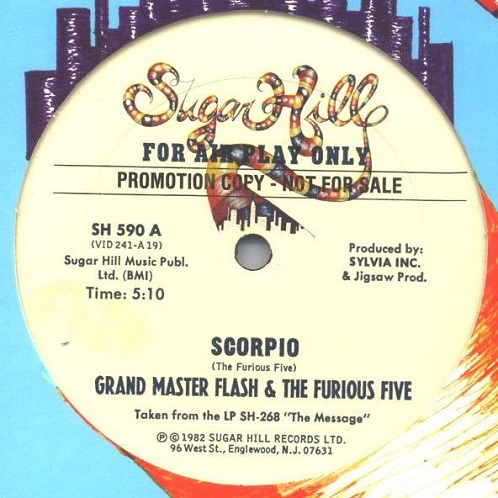 Sugar Hill
FOR AIR PLAY ONLY
PROMOTION COPY - NOT FOR SALE
SH 590 A
(VID 241-A 19)
Sugar Hill Music Publ.
Ltd. (BMI)
Time: 5:10
Produced by:
SYLVIA INC.
& Jigsaw Prod.
SCORPIO
(The Furious Five)
GRAND MASTER FLASH & THE FURIOUS FIVE
Taken from the LP SH-268 "The Message"
℗ © 1982 SUGAR HILL RECORDS LTD.
96 West St., Englewood, N.J. 07631